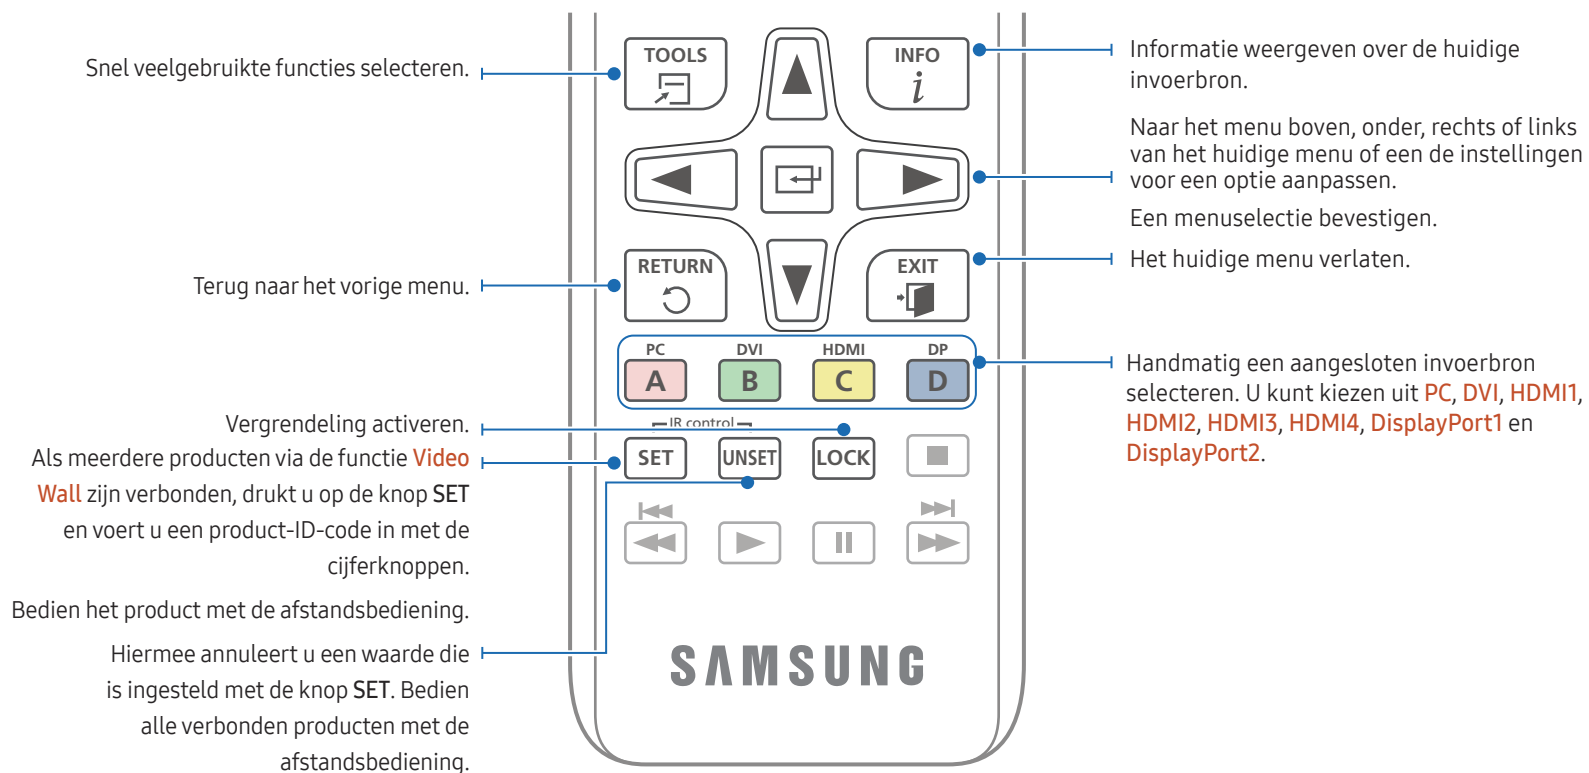 Snel veelgebruikte functies selecteren.
TOOLS
INFO
i
Informatie weergeven over de huidige
invoerbron.
Naar het menu boven, onder, rechts of links
van het huidige menu of een de instellingen
voor een optie aanpassen.
Een menuselectie bevestigen.
Terug naar het vorige menu.
RETURN
EXIT
Het huidige menu verlaten.
PC DVI HDMI DP
A B C D
Handmatig een aangesloten invoerbron
selecteren. U kunt kiezen uit PC, DVI, HDMI1,
HDMI2, HDMI3, HDMI4, DisplayPort1 en
DisplayPort2.
Vergrendeling activeren.
IR control
SET UNSET LOCK
Als meerdere producten via de functie Video
Wall zijn verbonden, drukt u op de knop SET
en voert u een product-ID-code in met de
cijferknoppen.
Bedien het product met de afstandsbediening.
Hiermee annuleert u een waarde die
is ingesteld met de knop SET. Bedien
alle verbonden producten met de
afstandsbediening.
SAMSUNG